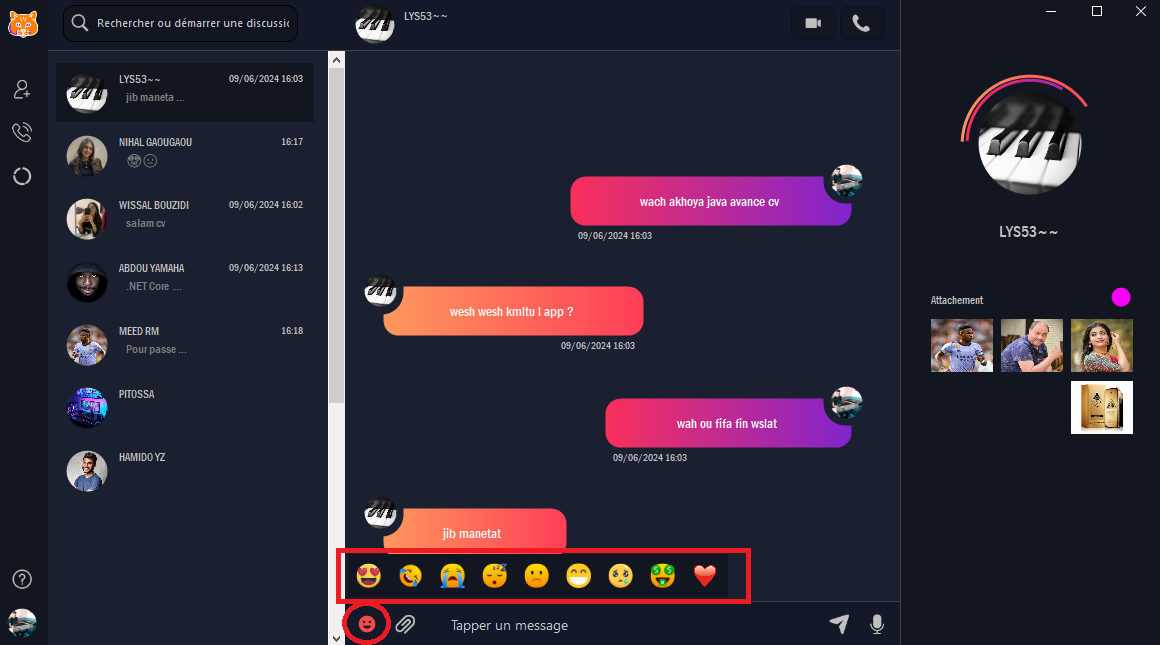 Rechercher ou démarrer une discussi
LYS53~~
LYS53~~
09/06/2024 16:03
jib maneta ...
NIHAL GAOUGAOU
16:17
WISSAL BOUZIDI
09/06/2024 16:02
salam cv
ABDOU YAMAHA
09/06/2024 16:13
.NET Core ...
MEED RM
16:18
Pour passe ...
PITOSSA
HAMIDO YZ
wach akhoya java avance cv
09/06/2024 16:03
wesh wesh kmltu l app ?
09/06/2024 16:03
wah ou fifa fin wslat
09/06/2024 16:03
jib manetat
Tapper un message
LYS53~~
Attachement